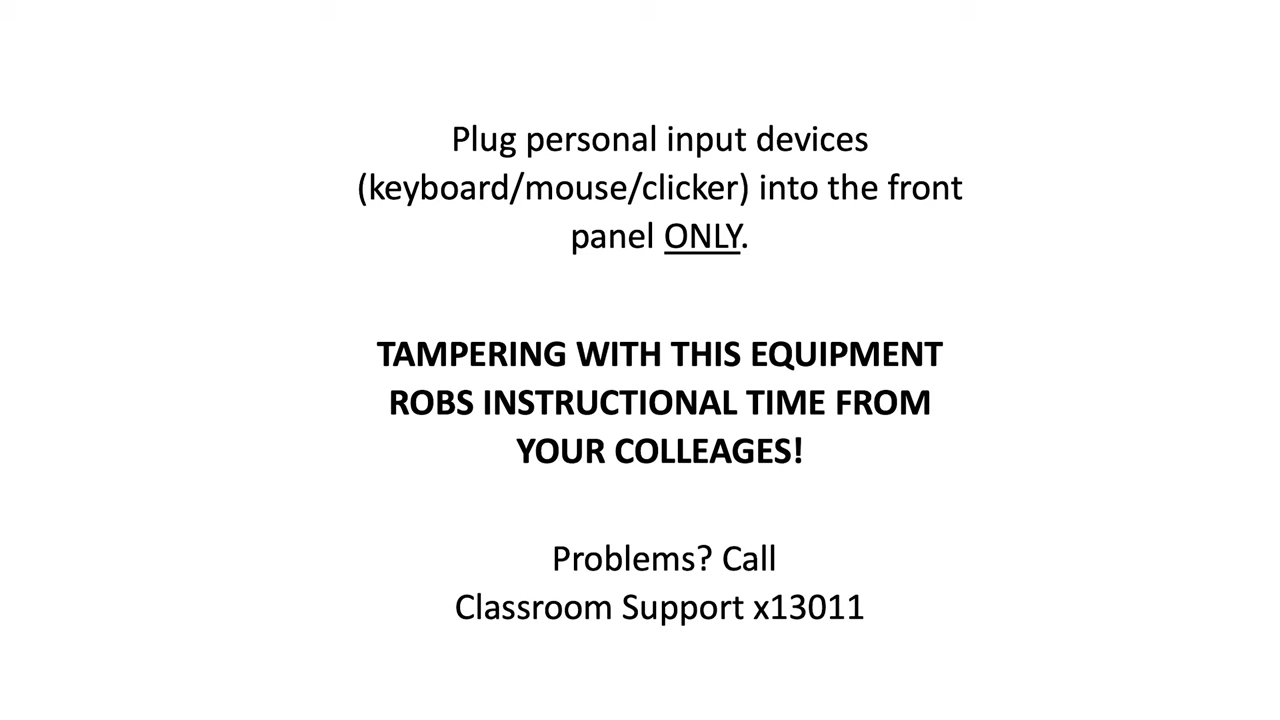 Plug personal input devices
(keyboard/mouse/clicker) into the front
panel ONLY.
TAMPERING WITH THIS EQUIPMENT
ROBS INSTRUCTIONAL TIME FROM
YOUR COLLEAGES!
Problems? Call
Classroom Support x13011